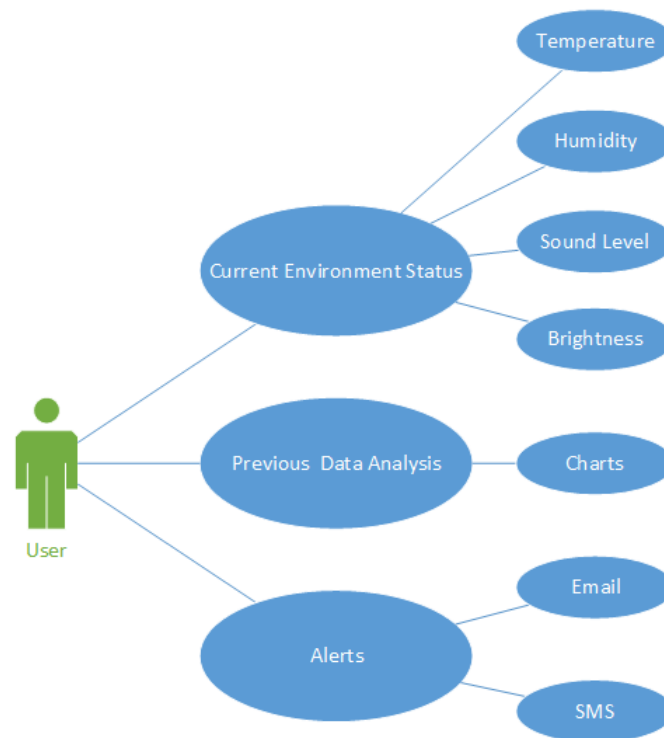 Temperature
Humidity
Sound Level
Current Environment Status
Brightness
Previous  Data Analysis
Charts
User
Email
Alerts
SMS